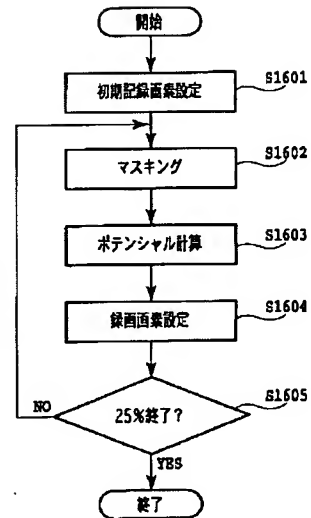 開始
初期記録画素設定
S1601
マスキング
S1602
ポテンシャル計算
S1603
録画画素設定
S1604
25%終了?
S1605
NO
YES
終了